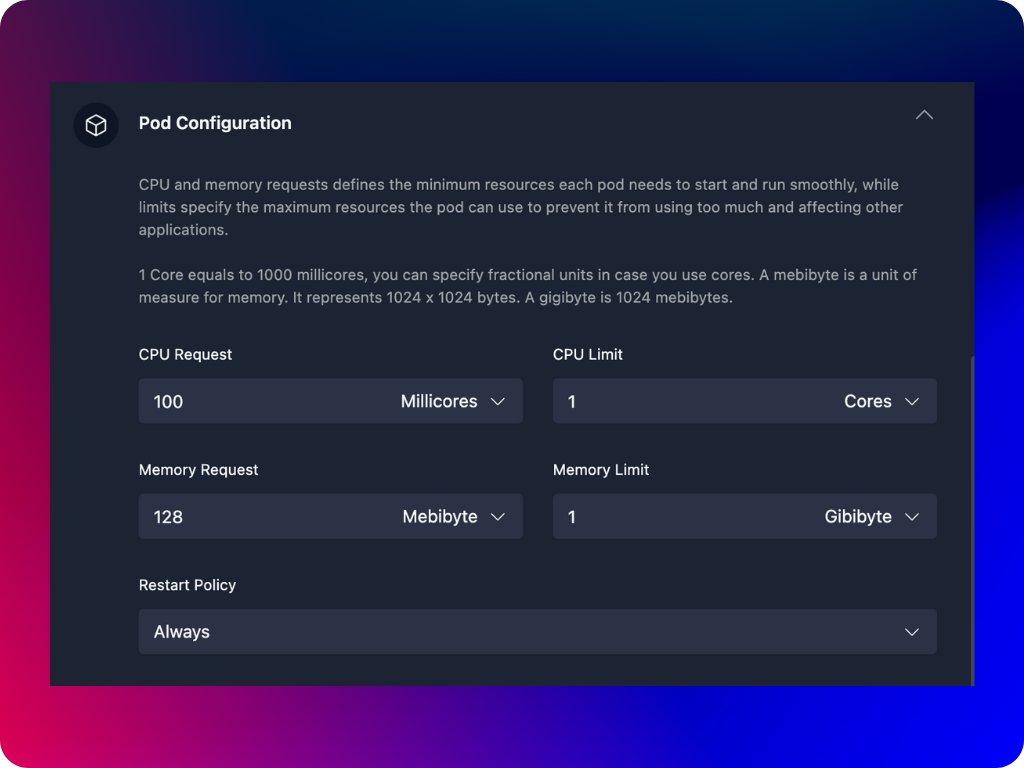 Pod Configuration
CPU and memory requests defines the minimum resources each pod needs to start and run smoothly, while
limits specify the maximum resources the pod can use to prevent it from using too much and affecting other
applications.
1 Core equals to 1000 millicores, you can specify fractional units in case you use cores. A mebibyte is a unit of
measure for memory. It represents 1024 x 1024 bytes. A gigibyte is 1024 mebibytes.
CPU Request
CPU Limit
100 Millicores
1 Cores
Memory Request
Memory Limit
128 Mebibyte
1 Gibibyte
Restart Policy
Always